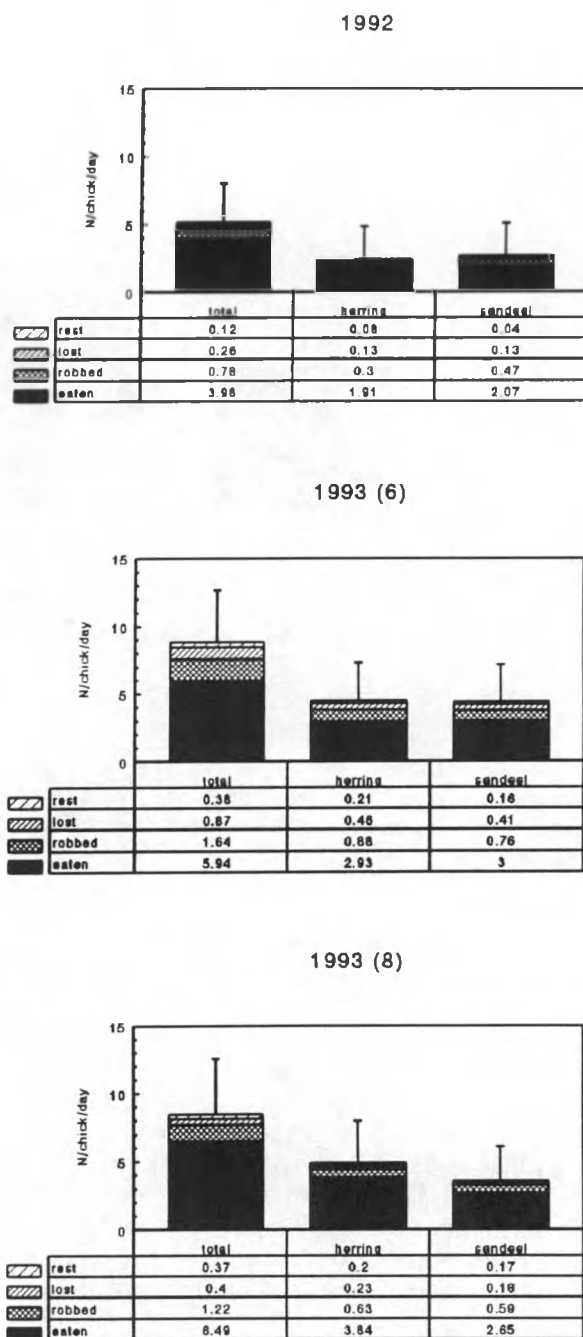 1992
15
10
5
0
N/chick/day
total herring sandeel
rest 0.12 0.08 0.04
lost 0.26 0.13 0.13
robbed 0.78 0.3 0.47
eaten 3.98 1.91 2.07
1993 (6)
15
10
5
0
N/chick/day
total herring sandeel
rest 0.38 0.21 0.16
lost 0.87 0.46 0.41
robbed 1.64 0.88 0.76
eaten 5.94 2.93 3
1993 (8)
15
10
5
0
N/chick/day
total herring sandeel
rest 0.37 0.2 0.17
lost 0.4 0.23 0.18
robbed 1.22 0.63 0.59
eaten 6.49 3.84 2.65